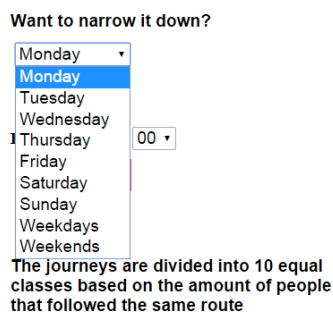 Want to narrow it down?
Monday
Monday
Tuesday
Wednesday
Thursday
00
Friday
Saturday
Sunday
Weekdays
Weekends
The journeys are divided into 10 equal
classes based on the amount of people
that followed the same route